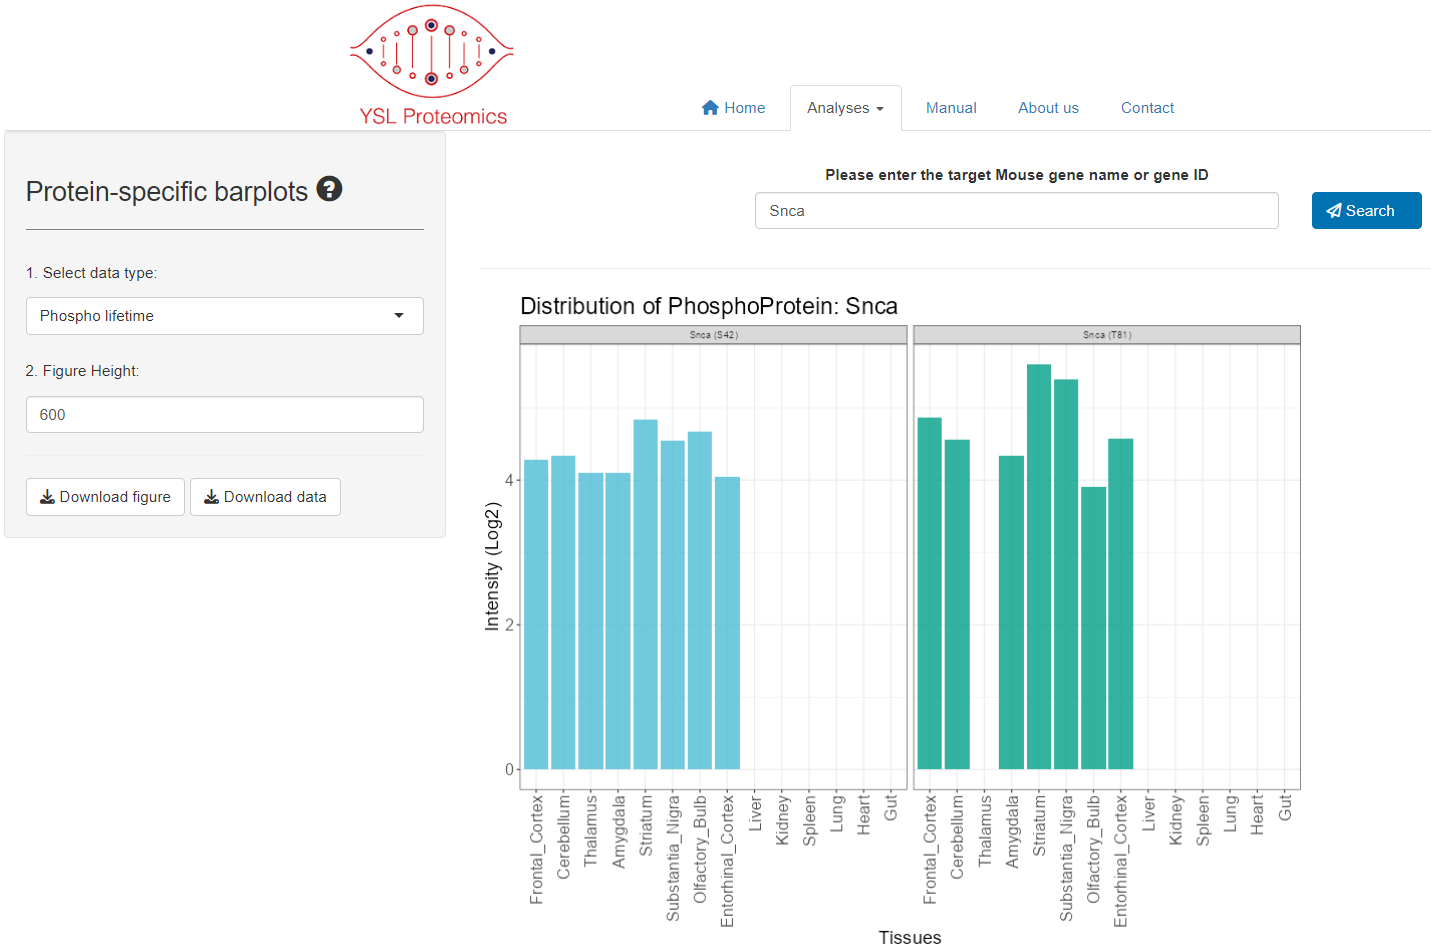 YSL Proteomics
Home
Analyses
Manual
About us
Contact
Protein-specific barplots ?
1. Select data type:
Phospho lifetime
2. Figure Height:
600
Download figure
Download data
Please enter the target Mouse gene name or gene ID
Snca
Search
Distribution of PhosphoProtein: Snca
Snca (S42)
Snca (T81)
Intensity (Log2)
4
2
0
Frontal_Cortex
Cerebellum
Thalamus
Amygdala
Striatum
Substantia_Nigra
Olfactory_Bulb
Entorhinal_Cortex
Liver
Kidney
Spleen
Lung
Heart
Gut
Frontal_Cortex
Cerebellum
Thalamus
Amygdala
Striatum
Substantia_Nigra
Olfactory_Bulb
Entorhinal_Cortex
Liver
Kidney
Spleen
Lung
Heart
Gut
Tissues